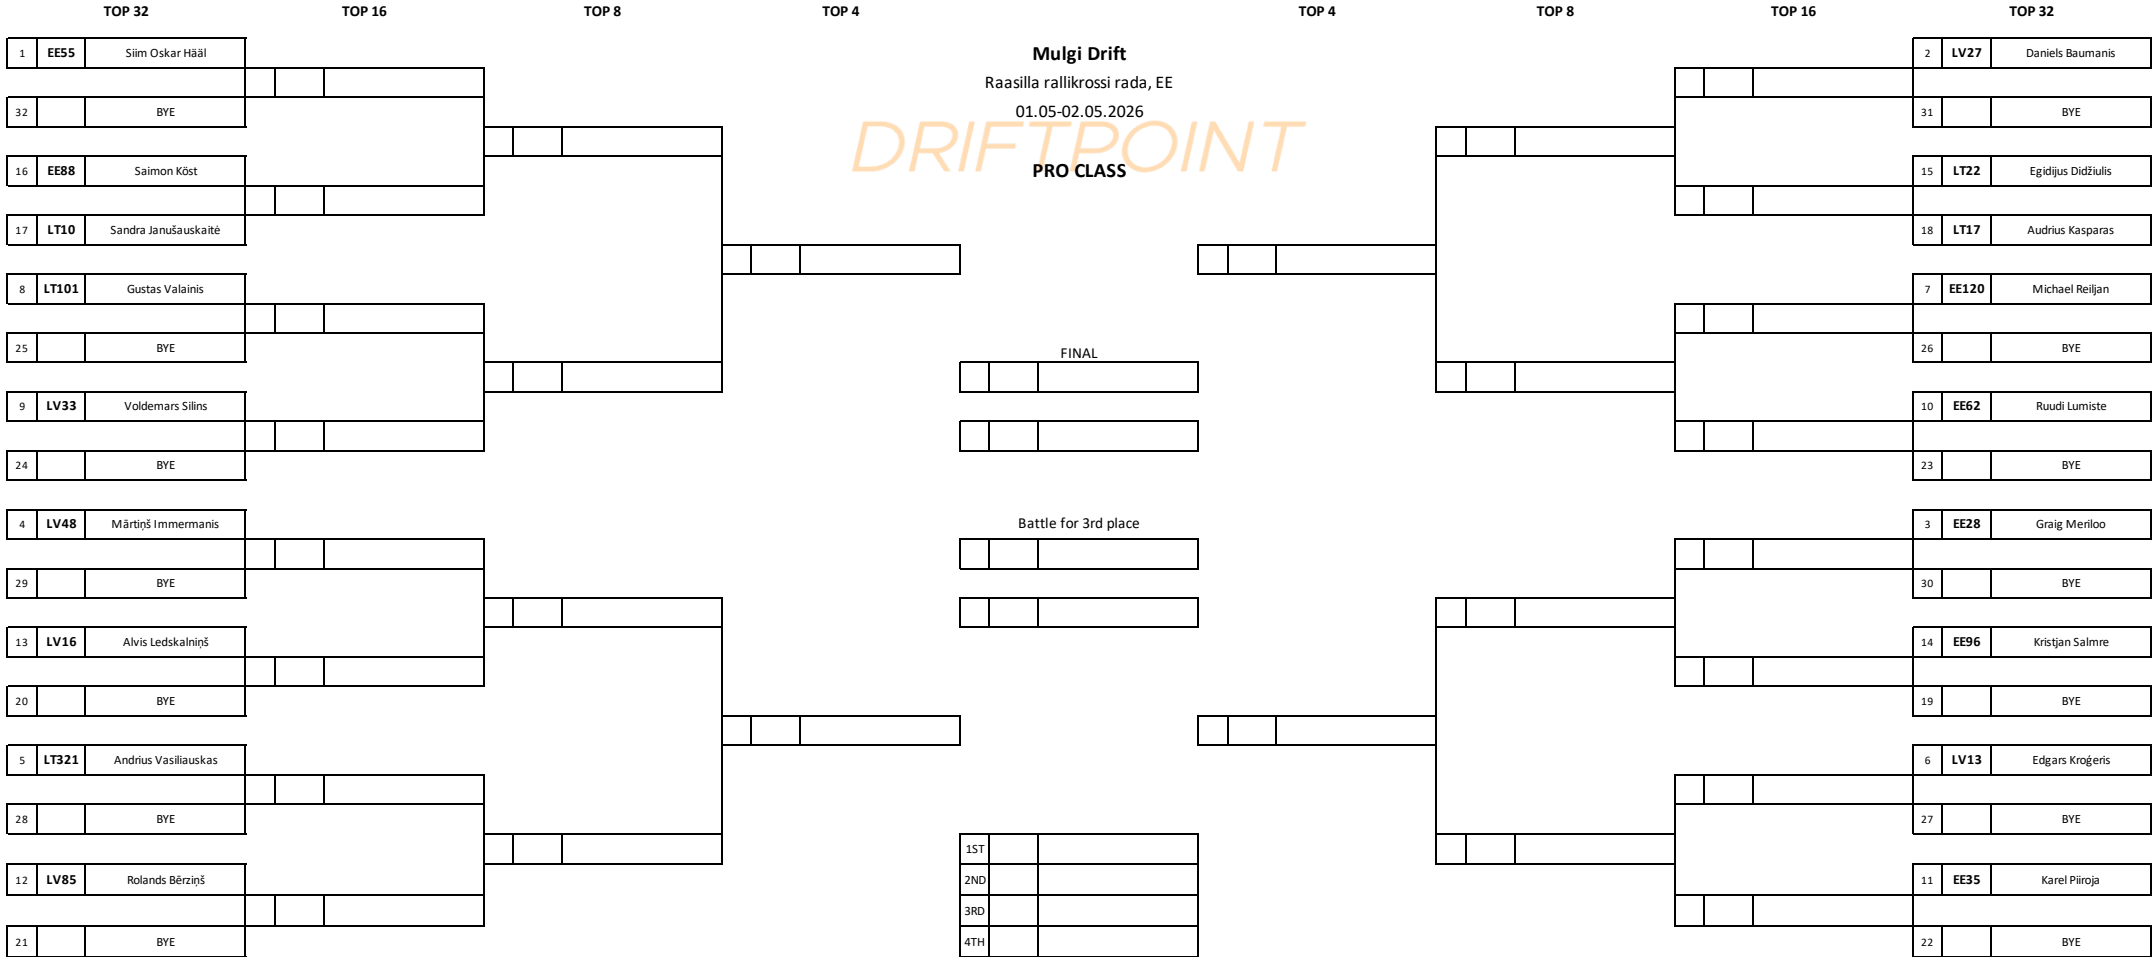 TOP 32 TOP 16 TOP 8 TOP 4 TOP 4 TOP 8 TOP 16 TOP 32
1 EE55 Siim Oskar Hääl
32 BYE
16 EE88 Saimon Köst
17 LT10 Sandra Janušauskaitė
8 LT101 Gustas Valainis
25 BYE
9 LV33 Voldemars Silins
24 BYE
4 LV48 Mārtiņš Immermanis
29 BYE
13 LV16 Alvis Ledskalniņš
20 BYE
5 LT321 Andrius Vasiliauskas
28 BYE
12 LV85 Rolands Bērziņš
21 BYE
Mulgi Drift
Raasilla rallikrossi rada, EE
01.05-02.05.2026
DRIFTPOINT
PRO CLASS
FINAL
Battle for 3rd place
1ST
2ND
3RD
4TH
2 LV27 Daniels Baumanis
31 BYE
15 LT22 Egidijus Didžiulis
18 LT17 Audrius Kasparas
7 EE120 Michael Reiljan
26 BYE
10 EE62 Ruudi Lumiste
23 BYE
3 EE28 Graig Meriloo
30 BYE
14 EE96 Kristjan Salmre
19 BYE
6 LV13 Edgars Kroģeris
27 BYE
11 EE35 Karel Piiroja
22 BYE